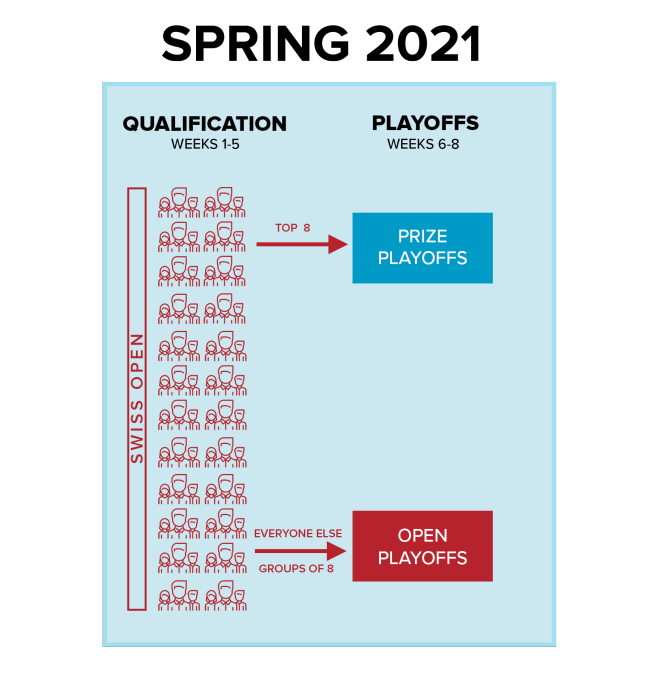 SPRING 2021
QUALIFICATION
WEEKS 1-5
PLAYOFFS
WEEKS 6-8
SWISS OPEN
TOP 8
PRIZE
PLAYOFFS
EVERYONE ELSE
GROUPS OF 8
OPEN
PLAYOFFS